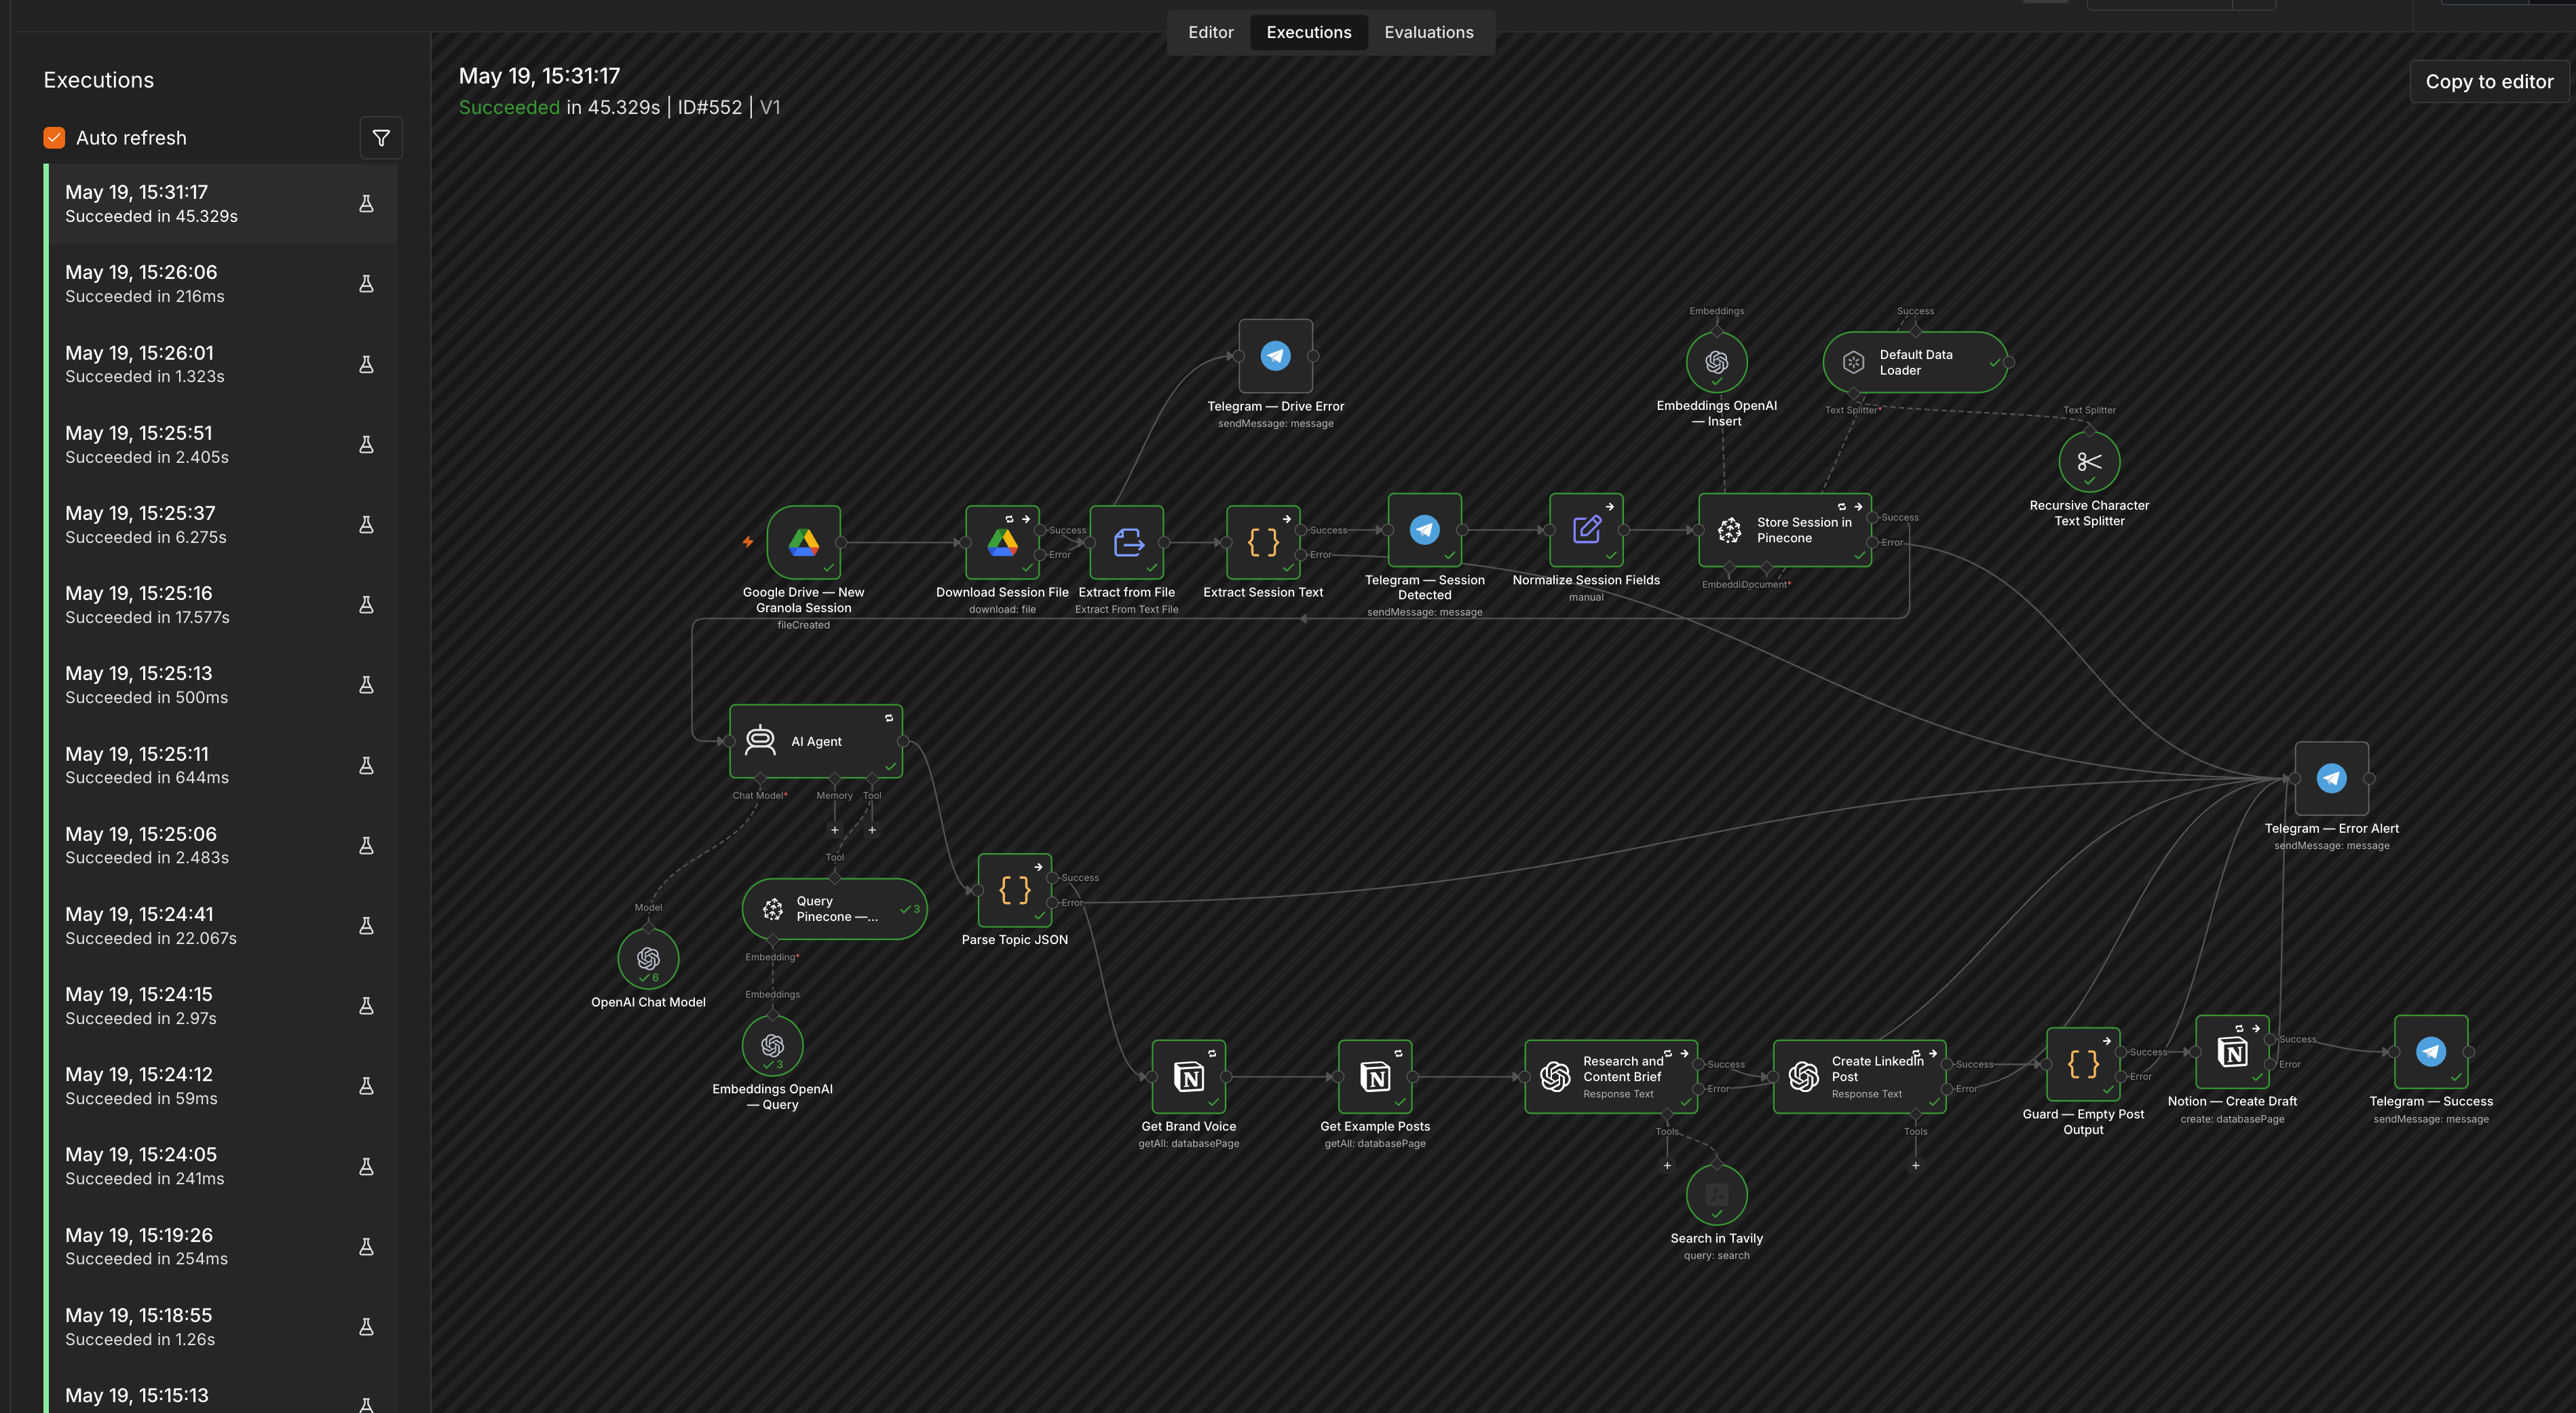 Editor
Executions
Evaluations
Executions
Auto refresh
May 19, 15:31:17
Succeeded in 45.329s
May 19, 15:26:06
Succeeded in 216ms
May 19, 15:26:01
Succeeded in 1.323s
May 19, 15:25:51
Succeeded in 2.405s
May 19, 15:25:37
Succeeded in 6.275s
May 19, 15:25:16
Succeeded in 17.577s
May 19, 15:25:13
Succeeded in 500ms
May 19, 15:25:11
Succeeded in 644ms
May 19, 15:25:06
Succeeded in 2.483s
May 19, 15:24:41
Succeeded in 22.067s
May 19, 15:24:15
Succeeded in 2.97s
May 19, 15:24:12
Succeeded in 59ms
May 19, 15:24:05
Succeeded in 241ms
May 19, 15:19:26
Succeeded in 254ms
May 19, 15:18:55
Succeeded in 1.26s
May 19, 15:15:13
May 19, 15:31:17
Succeeded in 45.329s | ID#552 | V1
Copy to editor
Telegram — Drive Error
sendMessage: message
Embeddings
Embeddings OpenAI
— Insert
Success
Default Data
Loader
Text Splitter*
Text Splitter
Recursive Character
Text Splitter
Google Drive — New
Granola Session
fileCreated
Success
Error
Download Session File
download: file
Extract from File
Extract From Text File
Success
Error
Extract Session Text
Telegram — Session
Detected
sendMessage: message
Normalize Session Fields
manual
Store Session in
Pinecone
Success
Error
Embeddi
Document*
AI Agent
Chat Model*
Memory
Tool
+
+
Tool
Query
Pinecone —...
3
Model
6
OpenAI Chat Model
Embedding*
Embeddings
3
Embeddings OpenAI
— Query
Success
Error
Parse Topic JSON
Telegram — Error Alert
sendMessage: message
Get Brand Voice
getAll: databasePage
Get Example Posts
getAll: databasePage
Research and
Content Brief
Response Text
Success
Error
Tools
+
Search in Tavily
query: search
Create LinkedIn
Post
Response Text
Success
Error
Tools
+
Success
Error
Guard — Empty Post
Output
Success
Error
Notion — Create Draft
create: databasePage
Telegram — Success
sendMessage: message